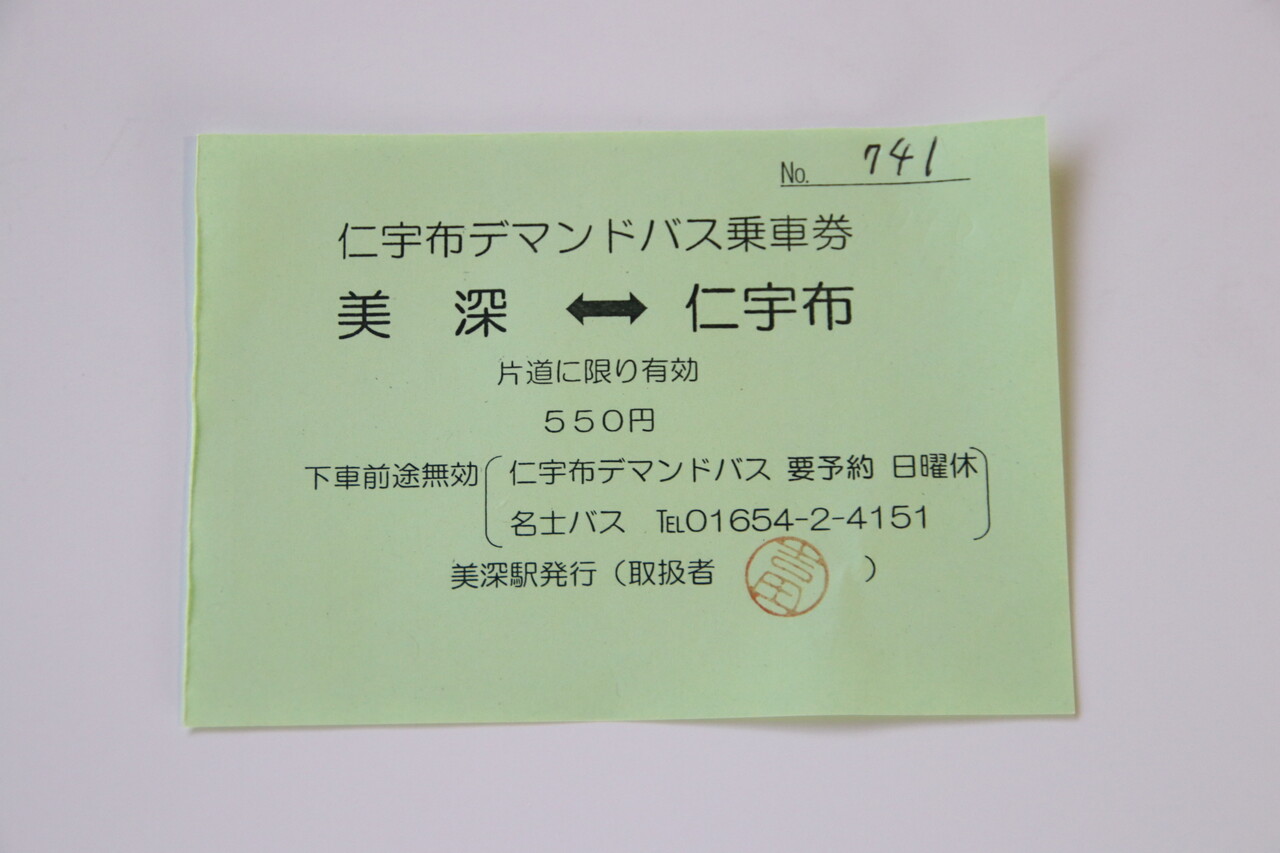 No. 741
仁宇布デマンドバス乗車券
美 深 ⬌ 仁宇布
片道に限り有効
550円
下車前途無効(仁宇布デマンドバス 要予約 日曜休
名士バス ℡01654-2-4151)
美深駅発行(取扱者 吉田 )